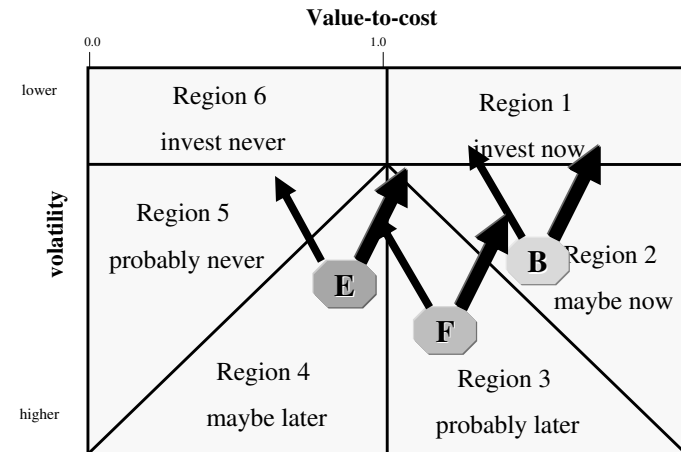 Value-to-cost
0.0
1.0
lower
Region 6
invest never
Region 1
invest now
volatility
Region 5
probably never
E
F
B
Region 2
maybe now
Region 4
maybe later
Region 3
probably later
higher